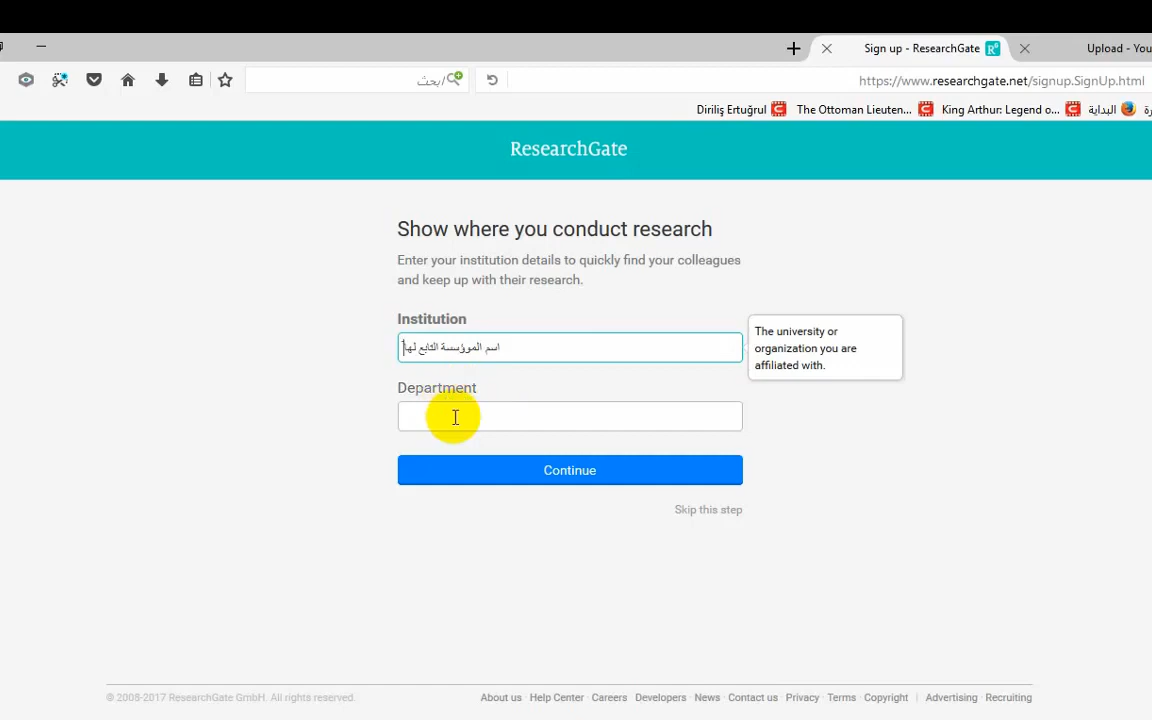 Sign up - ResearchGate
Upload - You
ابحث
https://www.researchgate.net/signup.SignUp.html
Diriliş Ertuğrul
The Ottoman Lieuten...
King Arthur: Legend o...
البداية
ResearchGate
Show where you conduct research
Enter your institution details to quickly find your colleagues
and keep up with their research.
Institution
اسم الموؤسسة التابع لها
The university or
organization you are
affiliated with.
Department
Continue
Skip this step
© 2008-2017 ResearchGate GmbH. All rights reserved.
About us · Help Center · Careers · Developers · News · Contact us · Privacy · Terms · Copyright | Advertising · Recruiting